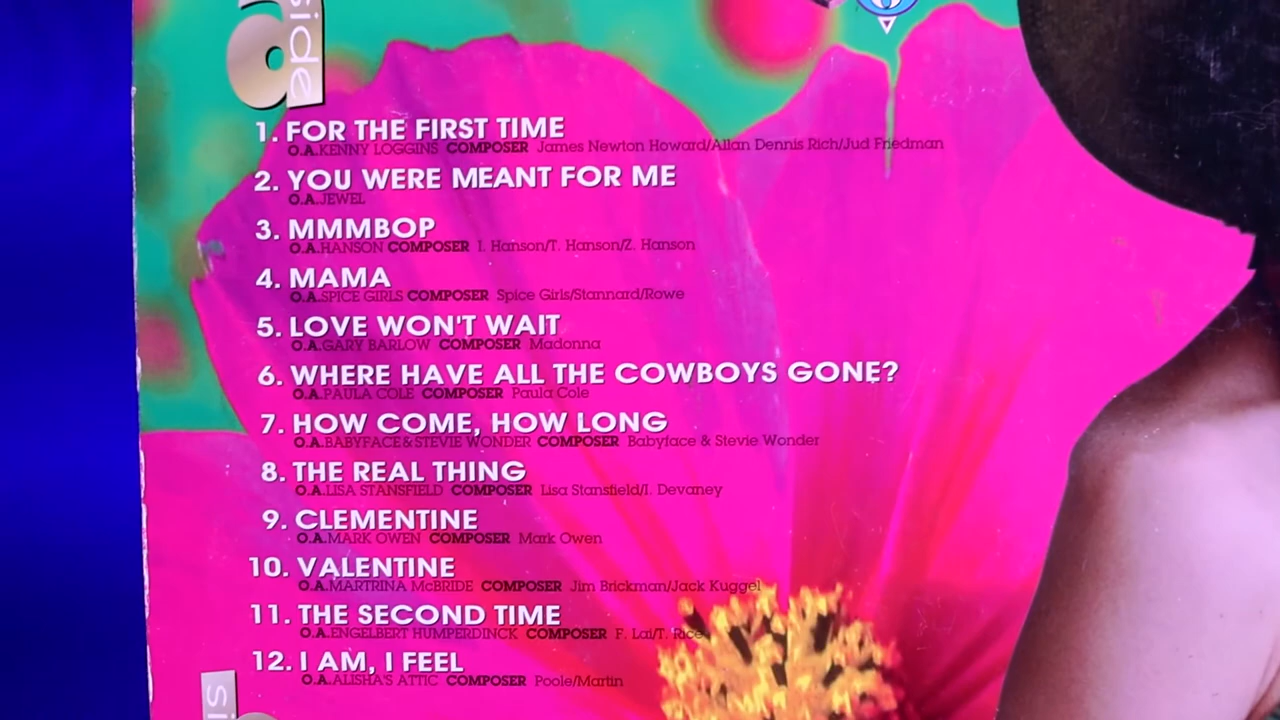 side
a
1. FOR THE FIRST TIME
O.A.KENNY LOGGINS COMPOSER James Newton Howard/Allan Dennis Rich/Jud Friedman
2. YOU WERE MEANT FOR ME
O.A.JEWEL
3. MMMBOP
O.A.HANSON COMPOSER I. Hanson/T. Hanson/Z. Hanson
4. MAMA
O.A.SPICE GIRLS COMPOSER Spice Girls/Stannard/Rowe
5. LOVE WON'T WAIT
O.A.GARY BARLOW COMPOSER Madonna
6. WHERE HAVE ALL THE COWBOYS GONE?
O.A.PAULA COLE COMPOSER Paula Cole
7. HOW COME, HOW LONG
O.A.BABYFACE&STEVIE WONDER COMPOSER Babyface & Stevie Wonder
8. THE REAL THING
O.A.LISA STANSFIELD COMPOSER Lisa Stansfield/I. Devaney
9. CLEMENTINE
O.A.MARK OWEN COMPOSER Mark Owen
10. VALENTINE
O.A.MARTRINA McBRIDE COMPOSER Jim Brickman/Jack Kuggel
11. THE SECOND TIME
O.A.ENGELBERT HUMPERDINCK COMPOSER F. Lai/T. Rice
12. I AM, I FEEL
O.A.ALISHA'S ATTIC COMPOSER Poole/Martin
si